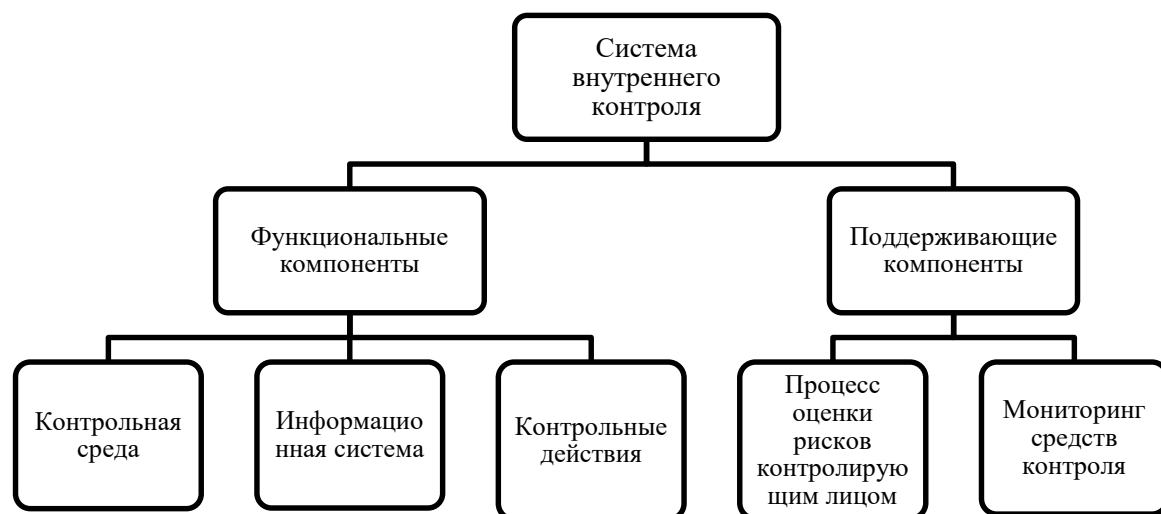 Система
внутреннего
контроля
Функциональные
компоненты
Поддерживающие
компоненты
Контрольная
среда
Информацио
нная система
Контрольные
действия
Процесс
оценки
рисков
контролирую
щим лицом
Мониторинг
средств
контроля